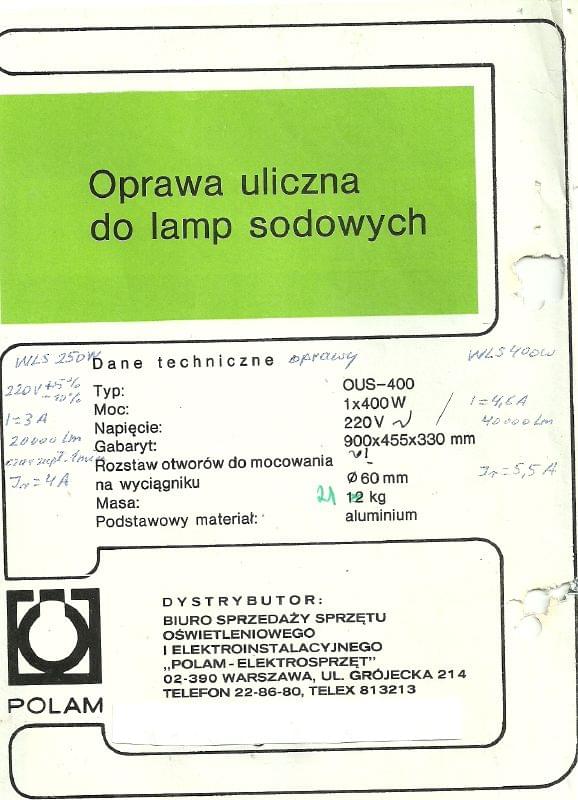 Oprawa uliczna
do lamp sodowych
WLS 250W
Dane techniczne oprawy
WLS 400W
220V +5%
-10%
Typ: OUS-400
Moc: 1x400 W
I=3A
I=4,6A
Napięcie: 220 V ~
20000 lm
40000 lm
Gabaryt: 900x455x330 mm
Rozstaw otworów do mocowania
na wyciągniku Ø 60 mm
Ir=4A
Ir=5,5A
Masa: 21 12 kg
Podstawowy materiał: aluminium
DYSTRYBUTOR:
BIURO SPRZEDAŻY SPRZĘTU
OŚWIETLENIOWEGO
I ELEKTROINSTALACYJNEGO
„POLAM-ELEKTROSPRZĘT"
02-390 WARSZAWA, UL. GRÓJECKA 214
TELEFON 22-86-80, TELEX 813213
POLAM